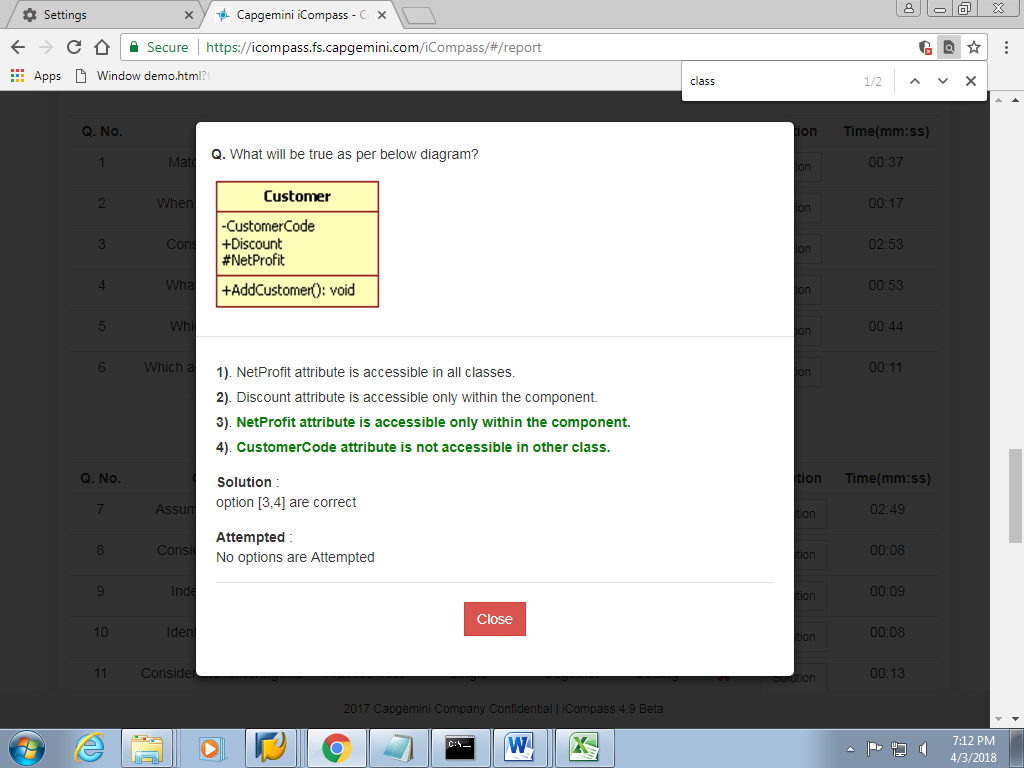 Settings
Capgemini iCompass - C
Secure
https://icompass.fs.capgemini.com/iCompass/#/report
Apps
Window demo.html?
class
1/2
Q. No.
Time(mm:ss)
1
00:37
2
When
00:17
3
02:53
4
00:53
5
00:44
6
Which a
00:11
Q. What will be true as per below diagram?
Customer
-CustomerCode
+Discount
#NetProfit
+AddCustomer(): void
1). NetProfit attribute is accessible in all classes.
2). Discount attribute is accessible only within the component.
3). NetProfit attribute is accessible only within the component.
4). CustomerCode attribute is not accessible in other class.
Solution :
option [3,4] are correct
Attempted :
No options are Attempted
Close
Q. No.
Time(mm:ss)
7
02:49
8
00:08
9
00:09
10
00:08
11
Solution
00:13
2017 Capgemini Company Confidential | iCompass 4.9 Beta
7:12 PM
4/3/2018